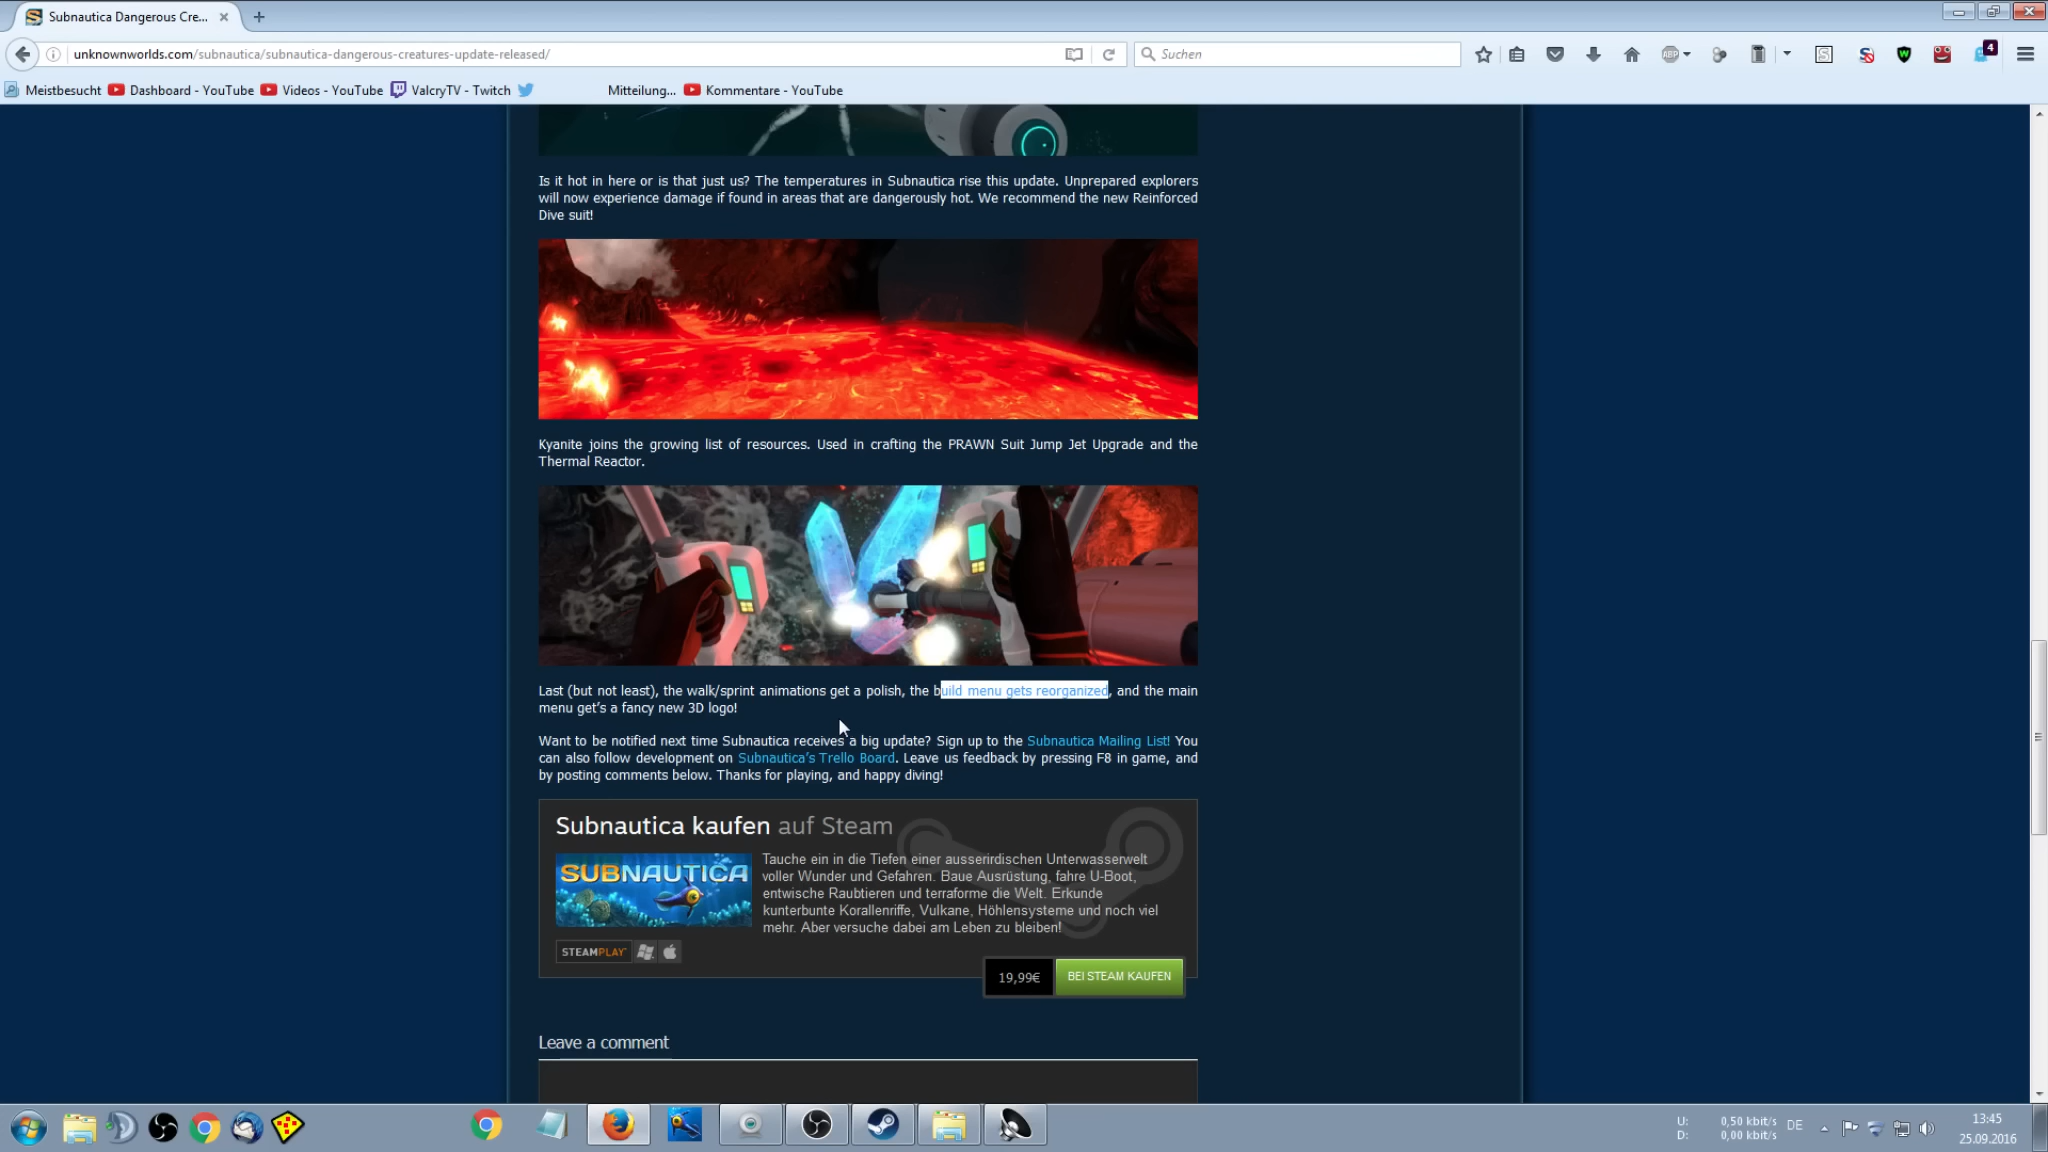 Subnautica Dangerous Cre...
unknownworlds.com/subnautica/subnautica-dangerous-creatures-update-released/
Suchen
ABP
4
Meistbesucht
Dashboard - YouTube
Videos - YouTube
ValcryTV - Twitch
Mitteilung...
Kommentare - YouTube
Is it hot in here or is that just us? The temperatures in Subnautica rise this update. Unprepared explorers
will now experience damage if found in areas that are dangerously hot. We recommend the new Reinforced
Dive suit!
Kyanite joins the growing list of resources. Used in crafting the PRAWN Suit Jump Jet Upgrade and the
Thermal Reactor.
Last (but not least), the walk/sprint animations get a polish, the build menu gets reorganized, and the main
menu get's a fancy new 3D logo!
Want to be notified next time Subnautica receives a big update? Sign up to the Subnautica Mailing List! You
can also follow development on Subnautica's Trello Board. Leave us feedback by pressing F8 in game, and
by posting comments below. Thanks for playing, and happy diving!
Subnautica kaufen auf Steam
SUBNAUTICA
Tauche ein in die Tiefen einer ausserirdischen Unterwasserwelt
voller Wunder und Gefahren. Baue Ausrüstung, fahre U-Boot,
entwische Raubtieren und terraforme die Welt. Erkunde
kunterbunte Korallenriffe, Vulkane, Höhlensysteme und noch viel
mehr. Aber versuche dabei am Leben zu bleiben!
STEAMPLAY
19,99€
BEI STEAM KAUFEN
Leave a comment
U: 0,50 kbit/s
D: 0,00 kbit/s
DE
13:45
25.09.2016